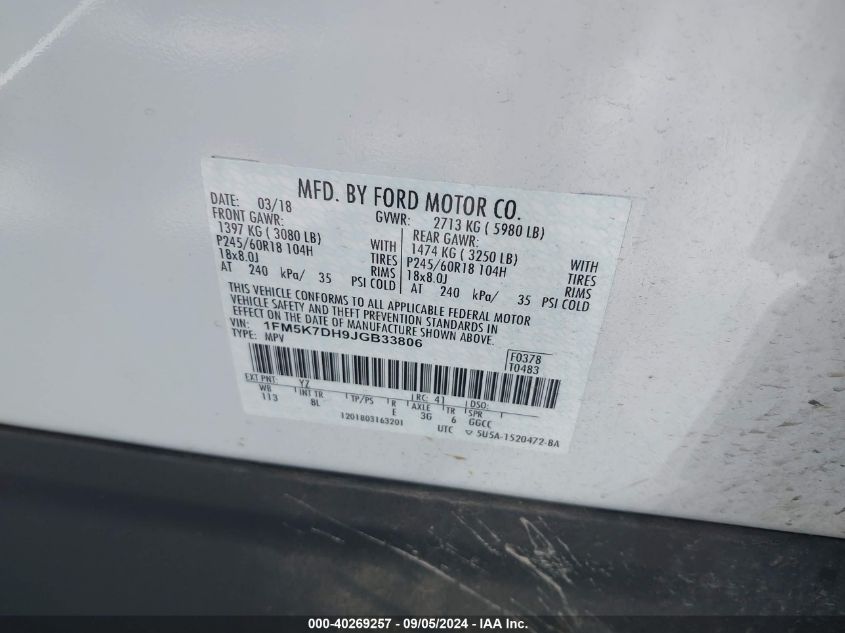 MFD. BY FORD MOTOR CO.
DATE: 03/18 GVWR: 2713 KG ( 5980 LB)
FRONT GAWR: REAR GAWR:
1397 KG ( 3080 LB) WITH 1474 KG ( 3250 LB) WITH
P245/60R18 104H TIRES P245/60R18 104H TIRES
18x8.0J RIMS 18x8.0J RIMS
AT 240 kPa/ 35 PSI COLD AT 240 kPa/ 35 PSI COLD
THIS VEHICLE CONFORMS TO ALL APPLICABLE FEDERAL MOTOR
VEHICLE SAFETY AND THEFT PREVENTION STANDARDS IN
EFFECT ON THE DATE OF MANUFACTURE SHOWN ABOVE.
VIN: 1FM5K7DH9JGB33806
TYPE: MPV
F0378
T0483
EXT PNT: YZ RC: 41 DSO:
WB INT TR TP/PS R AXLE TR SPR
113 8L E 3G 6 GGCC
1201803163201 UTC 5U5A-1520472-BA
000-40269257 - 09/05/2024 - IAA Inc.